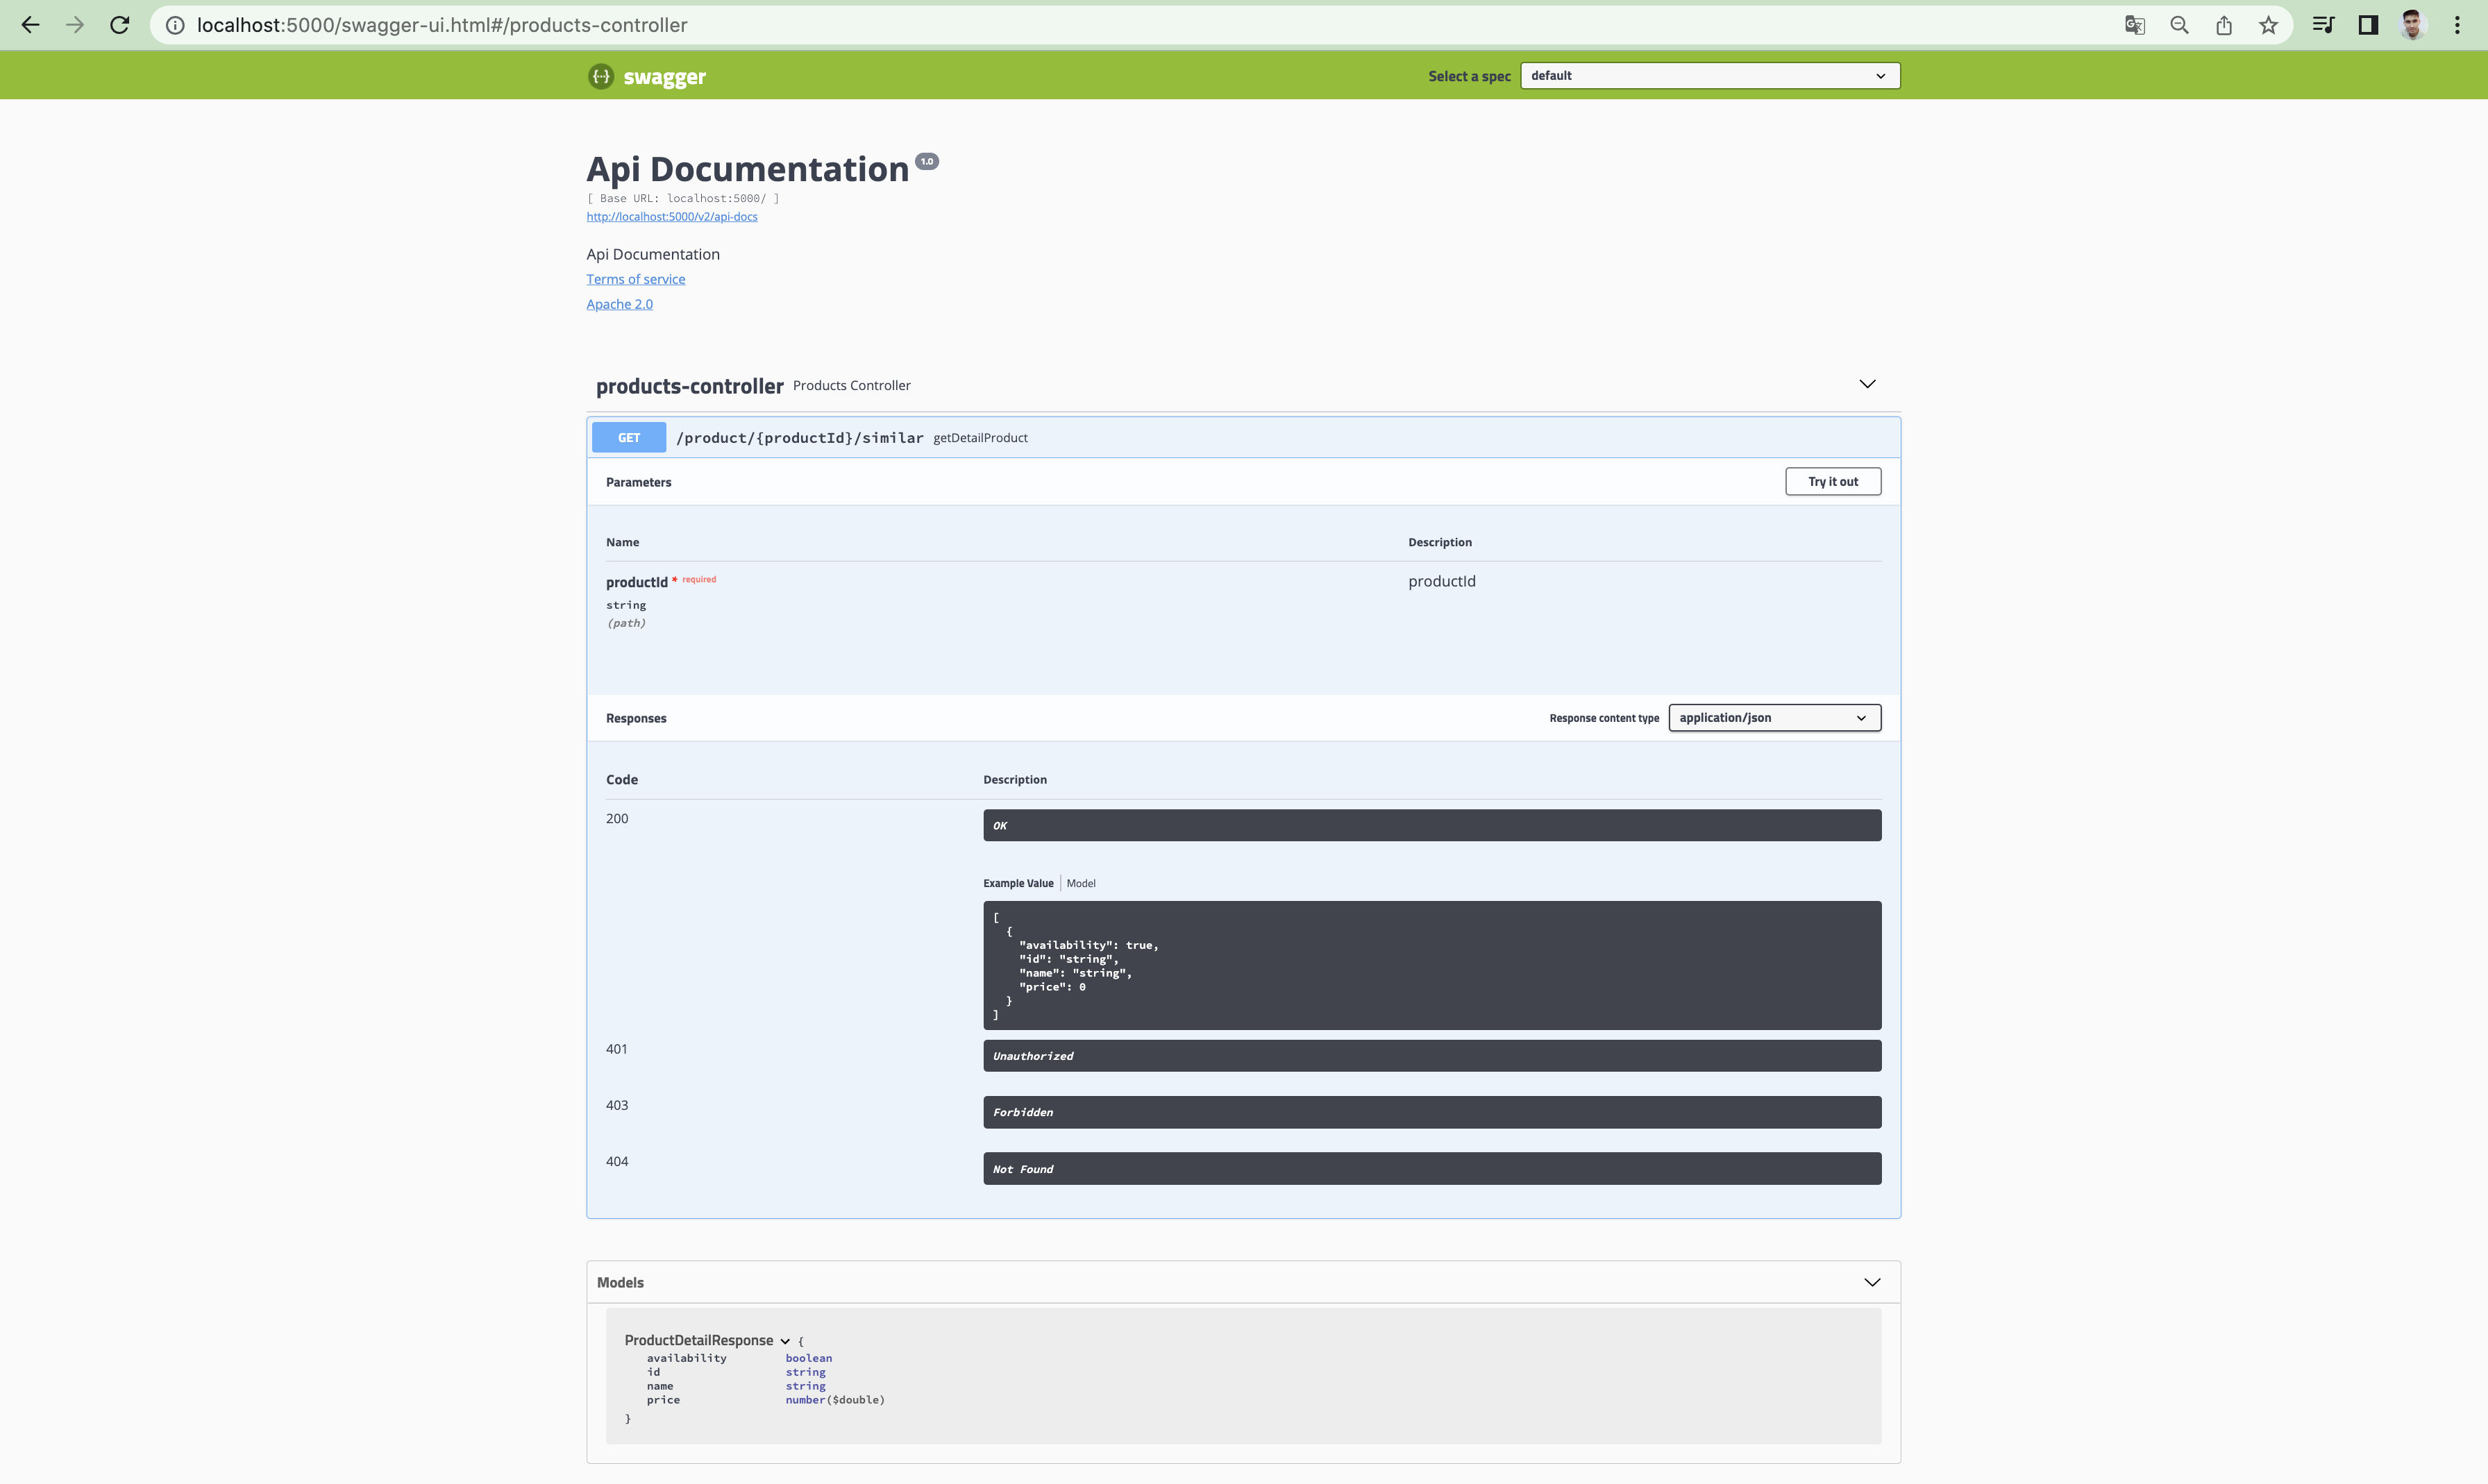 localhost:5000/swagger-ui.html#/products-controller
swagger
Select a spec default
Api Documentation 1.0
[ Base URL: localhost:5000/ ]
http://localhost:5000/v2/api-docs
Api Documentation
Terms of service
Apache 2.0
products-controller Products Controller
GET /product/{productId}/similar getDetailProduct
Parameters Try it out
Name Description
productId * required productId
string
(path)
Responses Response content type application/json
Code Description
200 OK
Example Value Model
[
{
"availability": true,
"id": "string",
"name": "string",
"price": 0
}
]
401 Unauthorized
403 Forbidden
404 Not Found
Models
ProductDetailResponse {
availability boolean
id string
name string
price number($double)
}